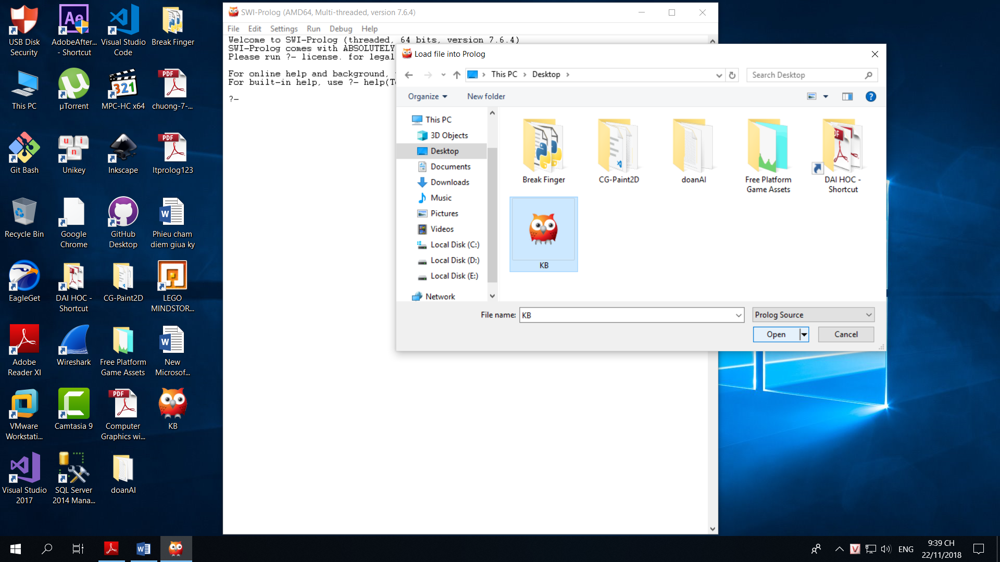 USB Disk
Security
AdobeAfter...
- Shortcut
Visual Studio
Code
Break Finger
This PC
µTorrent
MPC-HC x64
chuong-7-...
Git Bash
Unikey
Inkscape
ltprolog123
Recycle Bin
Google
Chrome
GitHub
Desktop
Phieu cham
diem giua ky
EagleGet
DAI HOC -
Shortcut
CG-Paint2D
LEGO
MINDSTOR...
Adobe
Reader XI
Wireshark
Free Platform
Game Assets
New
Microsof...
VMware
Workstati...
Camtasia 9
Computer
Graphics wi...
KB
Visual Studio
2017
SQL Server
2014 Mana...
doanAI
SWI-Prolog (AMD64, Multi-threaded, version 7.6.4)
File Edit Settings Run Debug Help
Welcome to SWI-Prolog (threaded, 64 bits, version 7.6.4)
SWI-Prolog comes with ABSOLUTELY
Please run ?- license. for legal
For online help and background,
For built-in help, use ?- help(T
?-
Load file into Prolog
This PC > Desktop >
Search Desktop
Organize
New folder
This PC
3D Objects
Desktop
Documents
Downloads
Music
Pictures
Videos
Local Disk (C:)
Local Disk (D:)
Local Disk (E:)
Network
Break Finger
CG-Paint2D
doanAI
Free Platform
Game Assets
DAI HOC -
Shortcut
KB
File name: KB
Prolog Source
Open
Cancel
ENG
9:39 CH
22/11/2018